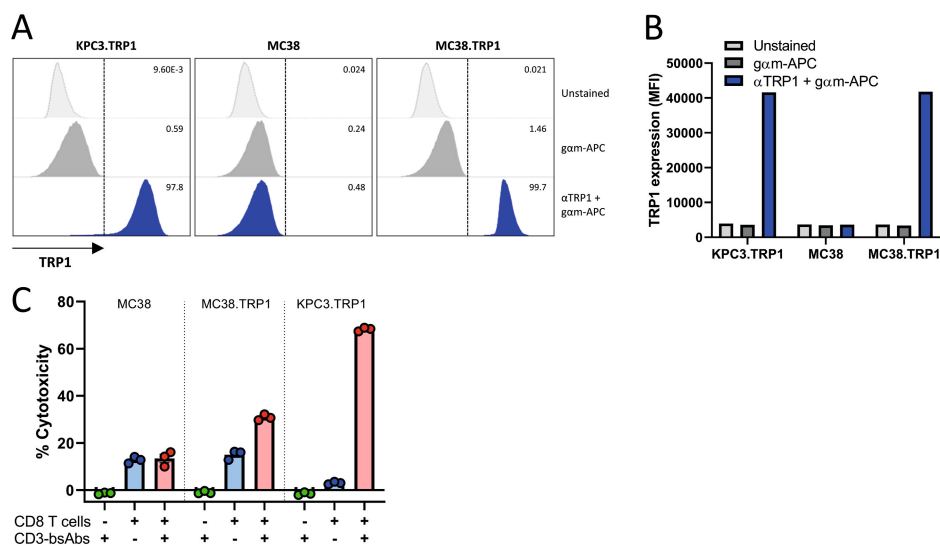 A
KPC3.TRP1
MC38
MC38.TRP1
9.60E-3
0.024
0.021
Unstained
0.59
0.24
1.46
gαm-APC
97.8
0.48
99.7
αTRP1 +
gαm-APC
TRP1
B
Unstained
gαm-APC
αTRP1 + gαm-APC
TRP1 expression (MFI)
50000
40000
30000
20000
10000
0
KPC3.TRP1
MC38
MC38.TRP1
C
MC38
MC38.TRP1
KPC3.TRP1
% Cytotoxicity
80
60
40
20
0
CD8 T cells - + + - + + - + +
CD3-bsAbs + - + + - + + - +